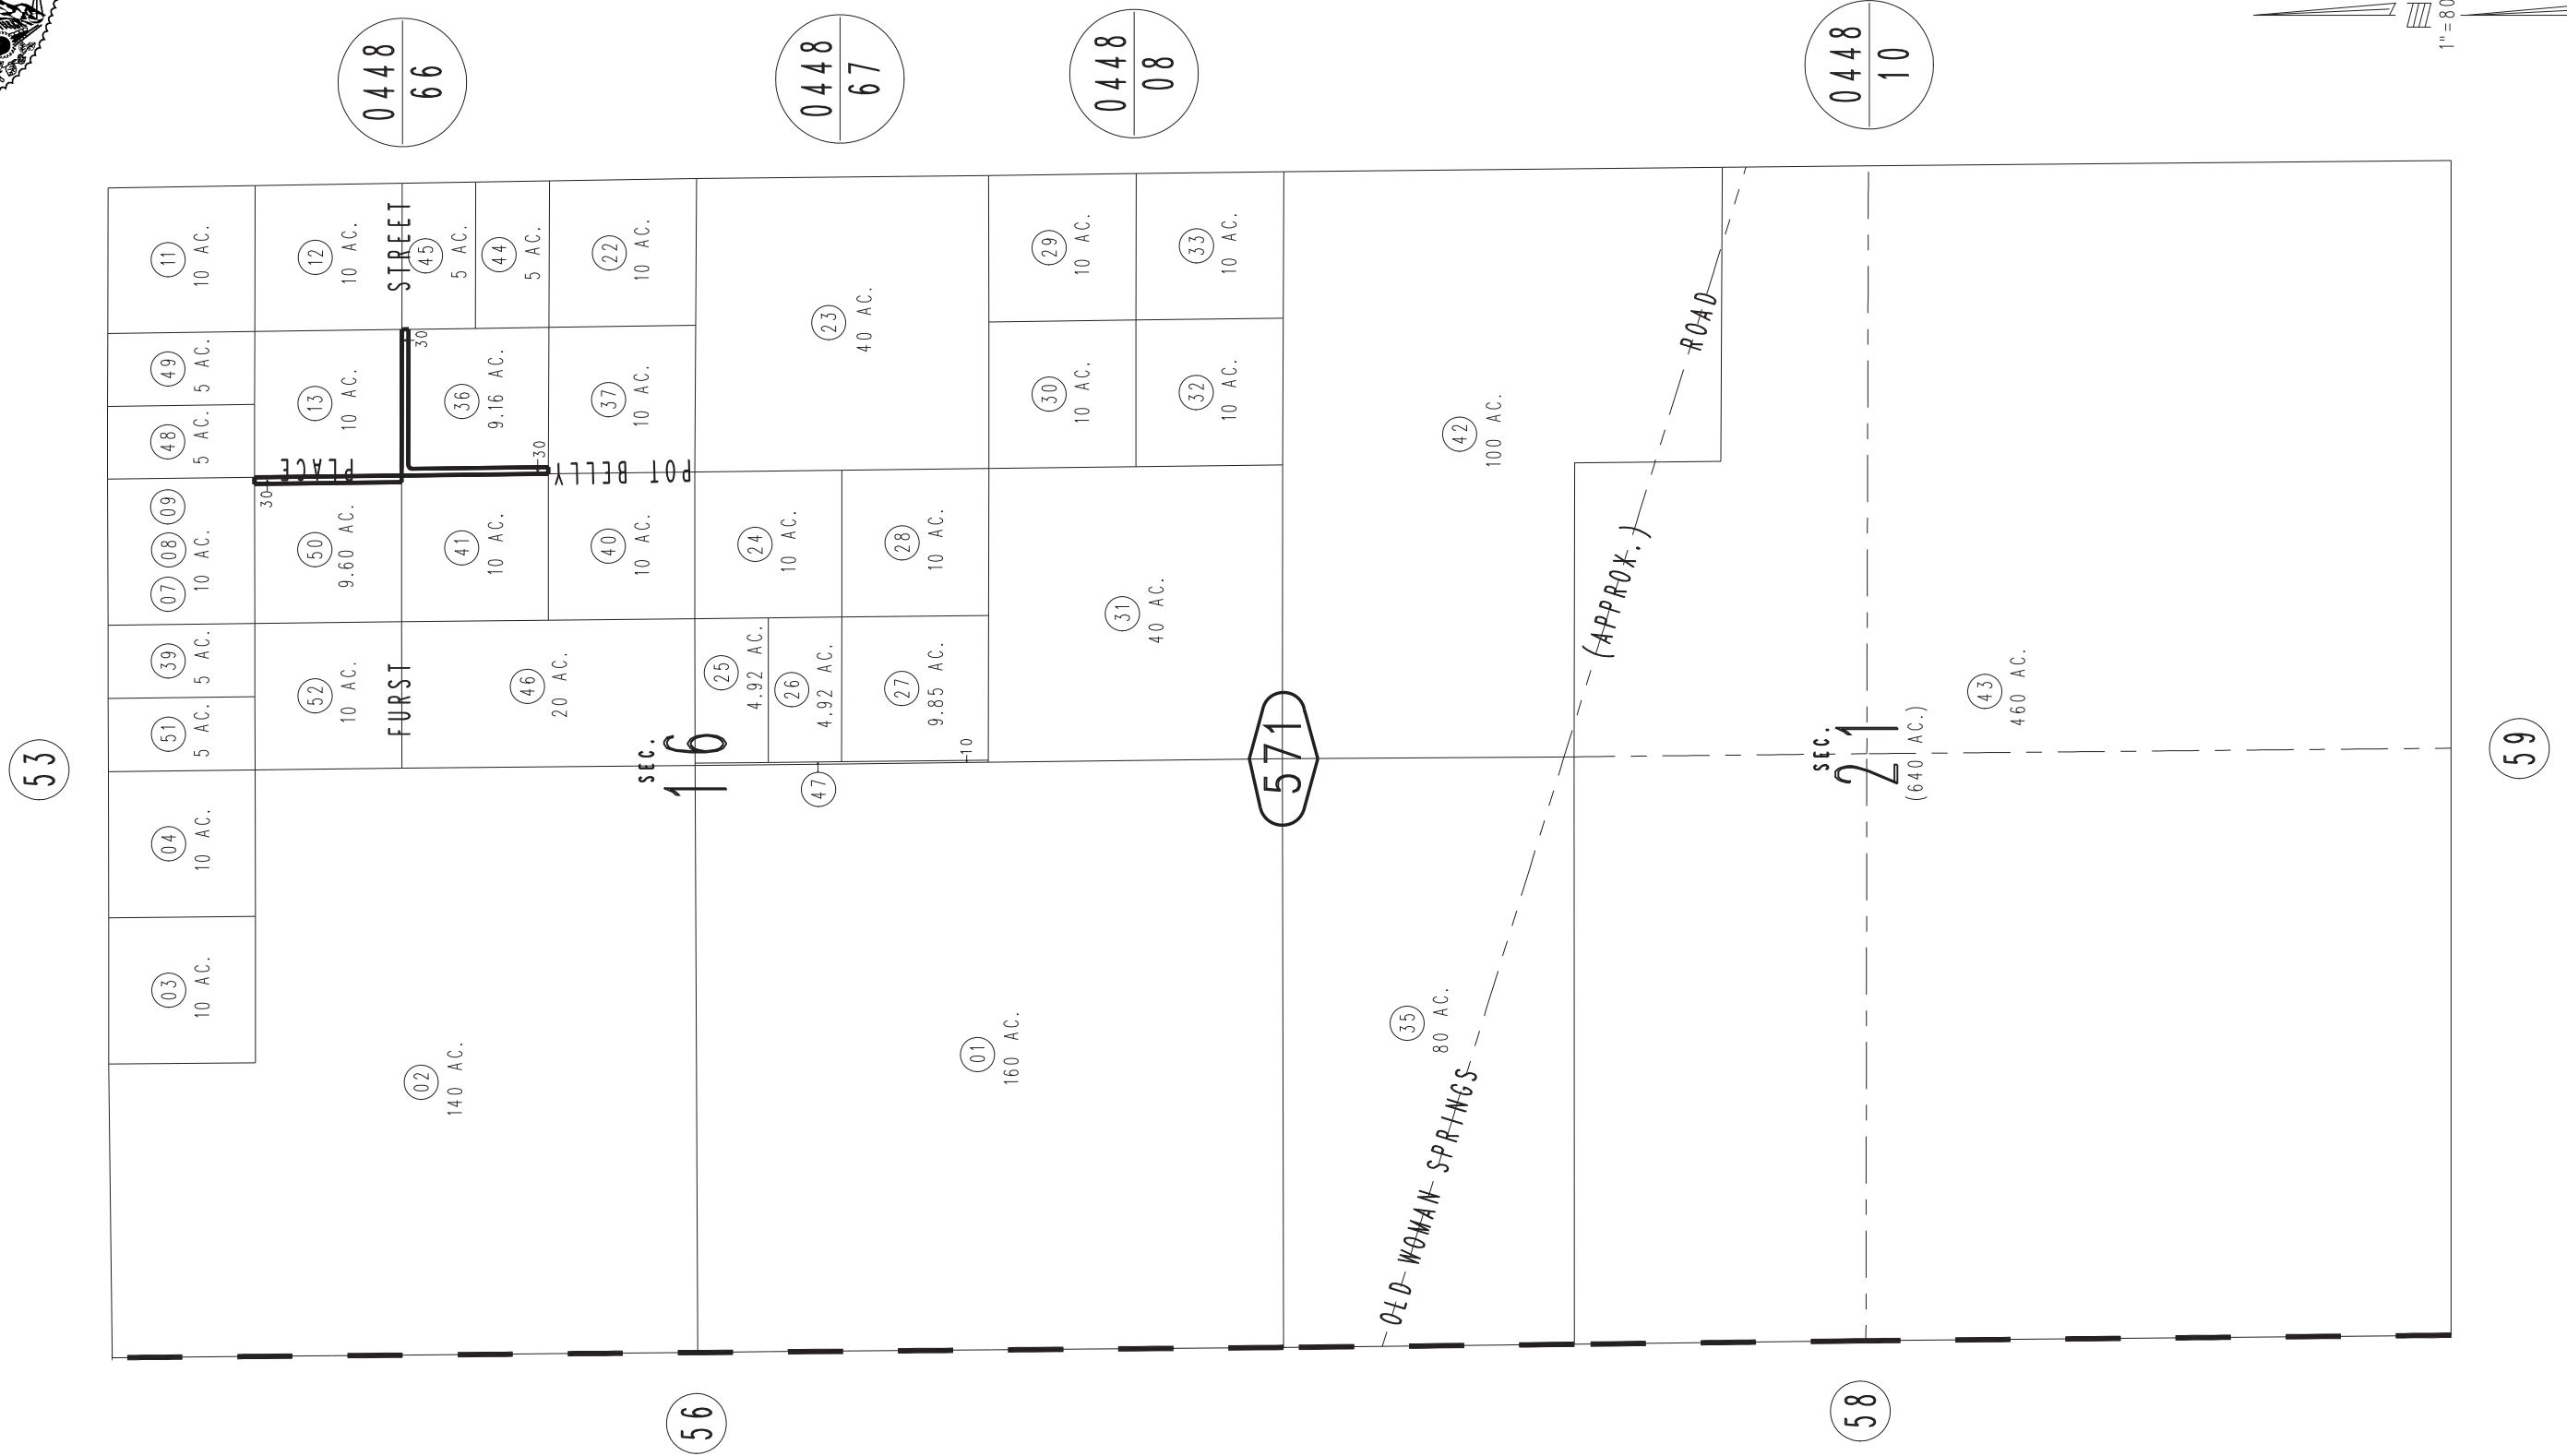 0448
66
0448
67
0448
08
0448
10
1"=80
53
11
10 AC.
12
10 AC.
STREET
45
5 AC.
44
5 AC.
22
10 AC.
49
5 AC.
48
5 AC.
13
10 AC.
30
36
9.16 AC.
37
10 AC.
23
40 AC.
29
10 AC.
33
10 AC.
30
10 AC.
32
10 AC.
PLACE
30
30
POT BELLY
07 08 09
10 AC.
50
9.60 AC.
41
10 AC.
40
10 AC.
24
10 AC.
28
10 AC.
39
5 AC.
51
5 AC.
52
10 AC.
FURST
46
20 AC.
25
4.92 AC.
26
4.92 AC.
27
9.85 AC.
10
31
40 AC.
47
SEC.
16
04
10 AC.
03
10 AC.
02
140 AC.
01
160 AC.
571
42
100 AC.
35
80 AC.
OLD WOMAN SPRINGS
(APPROX.)
ROAD
SEC.
21
(640 AC.)
43
460 AC.
59
56
58